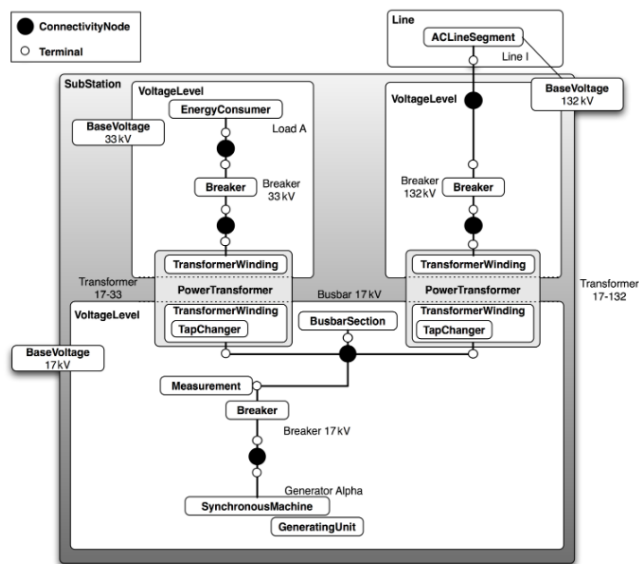 ConnectivityNode
Terminal
Line
ACLineSegment
Line I
SubStation
VoltageLevel
EnergyConsumer
BaseVoltage
33 kV
Load A
VoltageLevel
BaseVoltage
132 kV
Breaker
Breaker
33 kV
Breaker
132 kV
Breaker
Transformer
17-33
TransformerWinding
PowerTransformer
TransformerWinding
TapChanger
Busbar 17 kV
BusbarSection
TransformerWinding
PowerTransformer
TransformerWinding
TapChanger
Transformer
17-132
VoltageLevel
BaseVoltage
17 kV
Measurement
Breaker
Breaker 17 kV
Generator Alpha
SynchronousMachine
GeneratingUnit